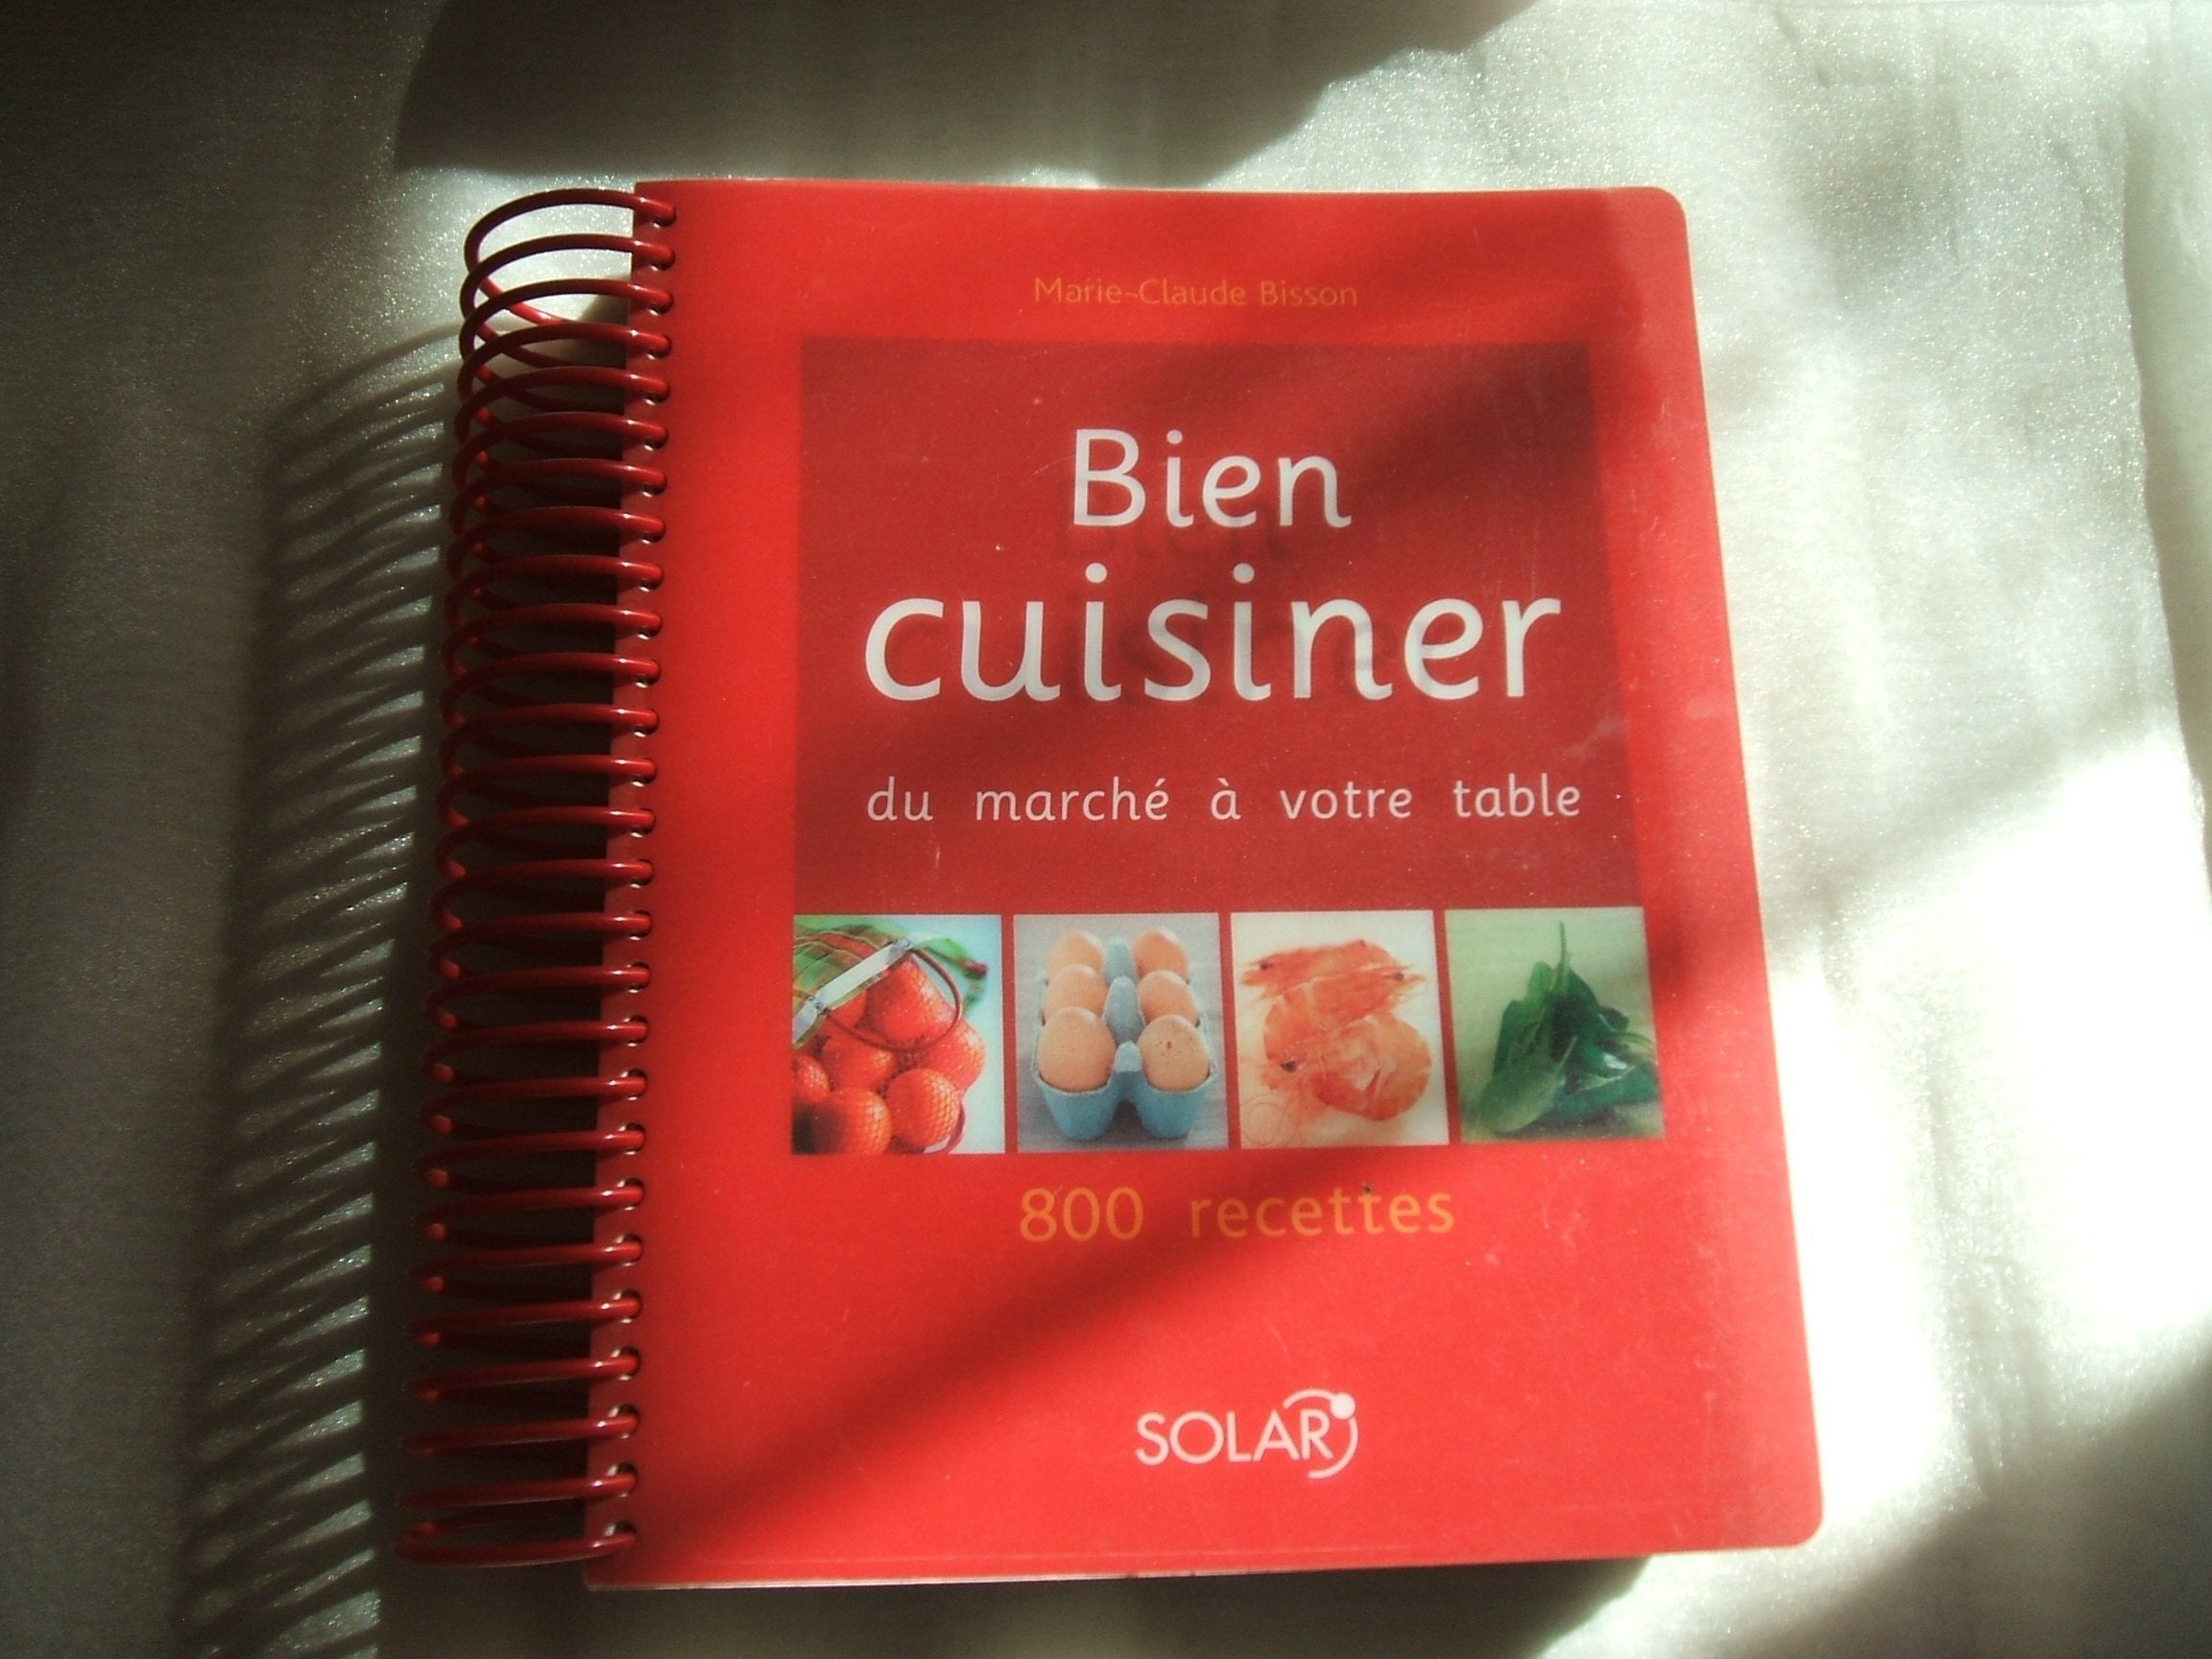 Marie-Claude Bisson
Bien
cuisiner
du marché à votre table
800 recettes
SOLAR